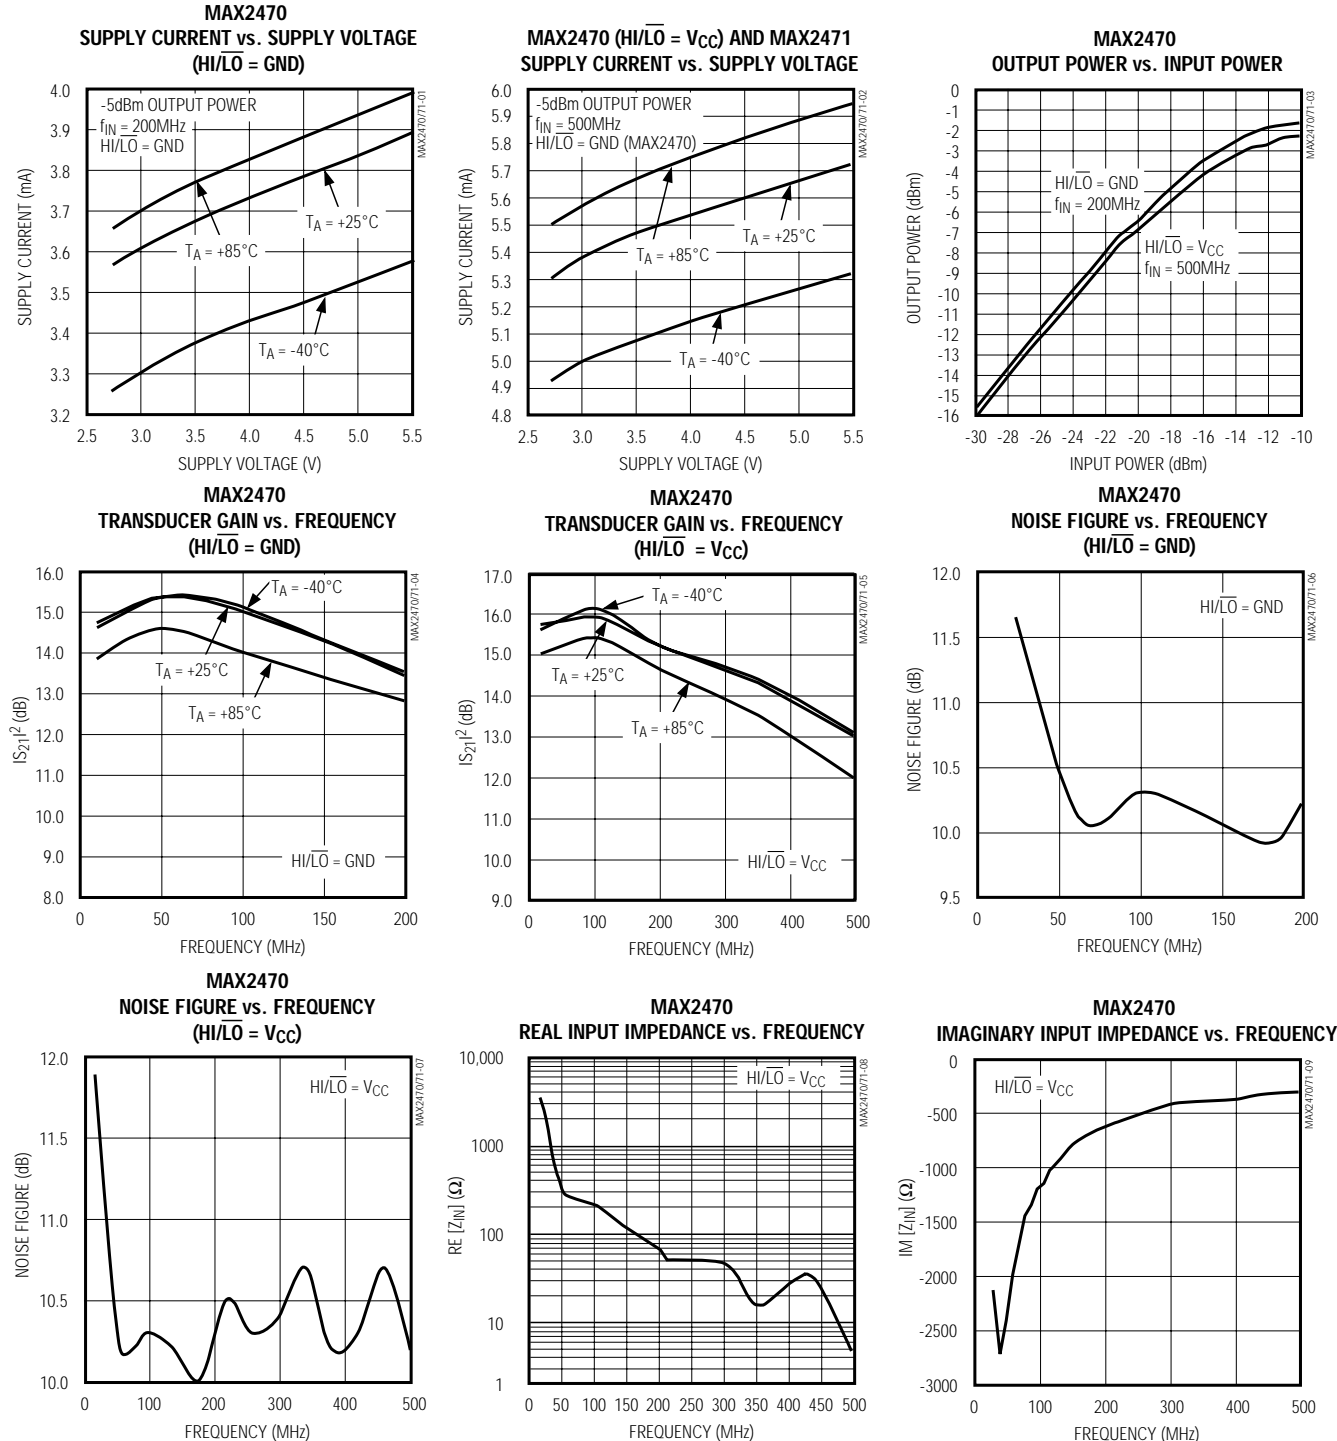 MAX2470
SUPPLY CURRENT vs. SUPPLY VOLTAGE
(HI/L̅O̅ = GND)
4.0
3.9
3.8
3.7
3.6
3.5
3.4
3.3
3.2
SUPPLY CURRENT (mA)
-5dBm OUTPUT POWER
fIN = 200MHz
HI/L̅O̅ = GND
TA = +25°C
TA = +85°C
TA = -40°C
MAX2470/71-01
2.5 3.0 3.5 4.0 4.5 5.0 5.5
SUPPLY VOLTAGE (V)
MAX2470 (HI/L̅O̅ = VCC) AND MAX2471
SUPPLY CURRENT vs. SUPPLY VOLTAGE
6.0
5.9
5.8
5.7
5.6
5.5
5.4
5.3
5.2
5.1
5.0
4.9
4.8
SUPPLY CURRENT (mA)
-5dBm OUTPUT POWER
fIN = 500MHz
HI/L̅O̅ = GND (MAX2470)
TA = +25°C
TA = +85°C
TA = -40°C
MAX2470/71-02
2.5 3.0 3.5 4.0 4.5 5.0 5.5
SUPPLY VOLTAGE (V)
MAX2470
OUTPUT POWER vs. INPUT POWER
0
-1
-2
-3
-4
-5
-6
-7
-8
-9
-10
-11
-12
-13
-14
-15
-16
OUTPUT POWER (dBm)
HI/L̅O̅ = GND
fIN = 200MHz
HI/L̅O̅ = VCC
fIN = 500MHz
MAX2470/71-03
-30 -28 -26 -24 -22 -20 -18 -16 -14 -12 -10
INPUT POWER (dBm)
MAX2470
TRANSDUCER GAIN vs. FREQUENCY
(HI/L̅O̅ = GND)
16.0
15.0
14.0
13.0
12.0
11.0
10.0
9.0
8.0
IS21I² (dB)
TA = -40°C
TA = +25°C
TA = +85°C
HI/L̅O̅ = GND
MAX2470/71-04
0 50 100 150 200
FREQUENCY (MHz)
MAX2470
TRANSDUCER GAIN vs. FREQUENCY
(HI/L̅O̅ = VCC)
17.0
16.0
15.0
14.0
13.0
12.0
11.0
10.0
9.0
IS21I² (dB)
TA = -40°C
TA = +25°C
TA = +85°C
HI/L̅O̅ = VCC
MAX2470/71-05
0 100 200 300 400 500
FREQUENCY (MHz)
MAX2470
NOISE FIGURE vs. FREQUENCY
(HI/L̅O̅ = GND)
12.0
11.5
11.0
10.5
10.0
9.5
NOISE FIGURE (dB)
HI/L̅O̅ = GND
MAX2470/71-06
0 50 100 150 200
FREQUENCY (MHz)
MAX2470
NOISE FIGURE vs. FREQUENCY
(HI/L̅O̅ = VCC)
12.0
11.5
11.0
10.5
10.0
NOISE FIGURE (dB)
HI/L̅O̅ = VCC
MAX2470/71-07
0 100 200 300 400 500
FREQUENCY (MHz)
MAX2470
REAL INPUT IMPEDANCE vs. FREQUENCY
10,000
1000
100
10
1
RE [ZIN] (Ω)
HI/L̅O̅ = VCC
MAX2470/71-08
0 50 100 150 200 250 300 350 400 450 500
FREQUENCY (MHz)
MAX2470
IMAGINARY INPUT IMPEDANCE vs. FREQUENCY
0
-500
-1000
-1500
-2000
-2500
-3000
IM [ZIN] (Ω)
HI/L̅O̅ = VCC
MAX2470/71-09
0 100 200 300 400 500
FREQUENCY (MHz)